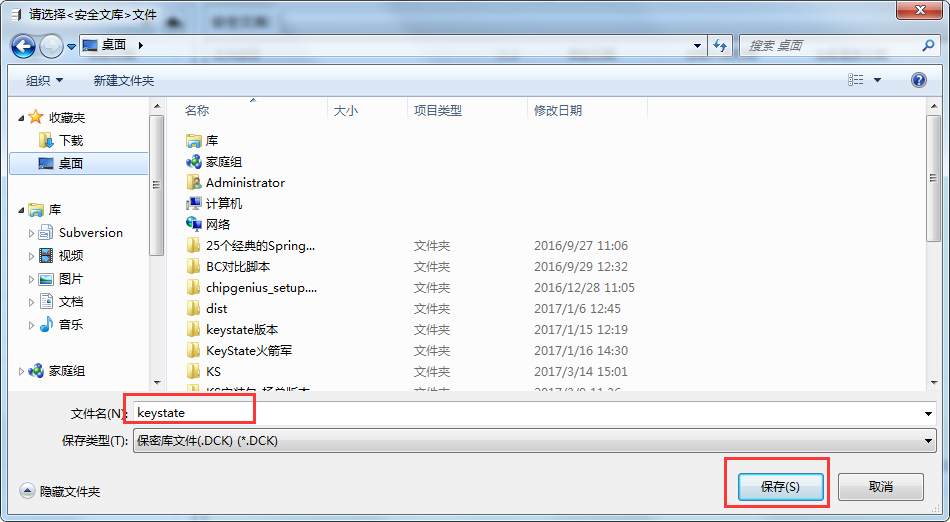 请选择<安全文库>文件
桌面
搜索 桌面
组织 新建文件夹
收藏夹
下载
桌面
库
Subversion
视频
图片
文档
音乐
家庭组
名称 大小 项目类型 修改日期
库
家庭组
Administrator
计算机
网络
25个经典的Spring... 文件夹 2016/9/27 11:06
BC对比脚本 文件夹 2016/9/29 12:32
chipgenius_setup.... 文件夹 2016/12/28 11:05
dist 文件夹 2017/1/6 12:45
keystate版本 文件夹 2017/1/15 12:19
KeyState火箭军 文件夹 2017/1/16 14:30
KS 文件夹 2017/3/14 15:01
文件名(N): keystate
保存类型(T): 保密库文件(.DCK) (*.DCK)
隐藏文件夹 保存(S) 取消